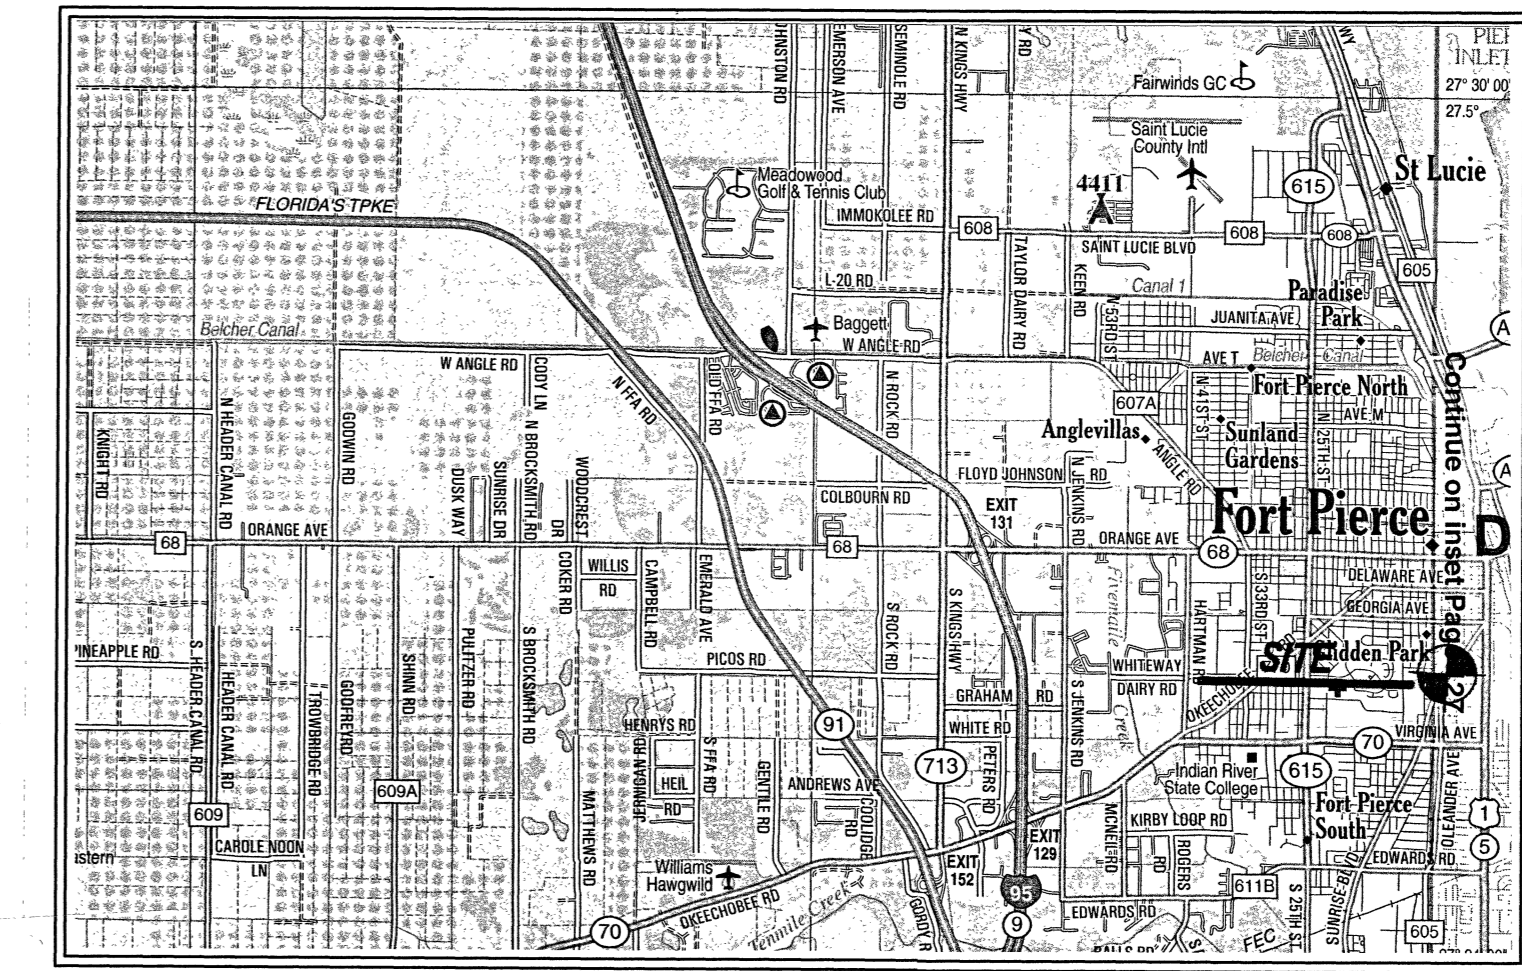 JOHNSTON RD
EMERSON AVE
SEMINOLE RD
N KINGS HWY
Y RD
WY
INLET
Fairwinds GC
27° 30' 00"
27.5°
Saint Lucie
County Intl
Meadowood
Golf & Tennis Club
4411
615
St Lucie
FLORIDA'S TPKE
IMMOKOLEE RD
608
608
608
SAINT LUCIE BLVD
605
TAYLOR DAIRY RD
KEEN RD
L-20 RD
Canal 1
Paradise
Park
N 53RD ST
JUANITA AVE
A
Belcher Canal
Baggett
W ANGLE RD
W ANGLE RD
CODY LN
AVE T
Belcher Canal
Fort Pierce North
Continue on inset Page
N FFA RD
N ROCK RD
607A
N 41ST ST
AVE M
N HEADER CANAL RD
GODWIN RD
KNIGHT RD
N BROCKSMITH RD
Anglevillas
ANGLE RD
Sunland
Gardens
N 25TH ST
DUSK WAY
SUNRISE DR
WOODCREST
DR
FLOYD JOHNSON RD
N JENKINS RD
A
COLBOURN RD
EXIT
131
Fort Pierce
D
ORANGE AVE
68
68
ORANGE AVE
68
COKER RD
WILLIS
RD
CAMPBELL RD
EMERALD AVE
DELAWARE AVE
S 33RD ST
GEORGIA AVE
Fivemile
Creek
HARTMAN RD
S ROCK RD
S KINGS HWY
PINEAPPLE RD
S HEADER CANAL RD
HEADER CANAL RD
TROWBRIDGE RD
GODFREY RD
SHINN RD
PULITZER RD
S BROCKSMITH RD
PICOS RD
WHITEWAY
DAIRY RD
SITE
Hidden Park
27
GRAHAM RD
S JENKINS RD
OKEECHOBEE RD
HENRYS RD
91
WHITE RD
70
VIRGINIA AVE
S FFA RD
713
PETERS RD
Indian River
State College
615
JERNIGAN RD
HEIL
RD
GENTILE RD
ANDREWS AVE
OLEANDER AVE
609A
609
MATTHEWS RD
COOLIDGE
RD
MCNEIL RD
KIRBY LOOP RD
Fort Pierce
South
1
5
CAROLE NOON
LN
EXIT
129
RD
ROGERS
EDWARDS RD
Williams
Hawgwild
EXIT
152
95
611B
SUNRISE BLVD
OKEECHOBEE RD
Tenmile Creek
70
9
EDWARDS RD
S 25TH ST
605
FEC